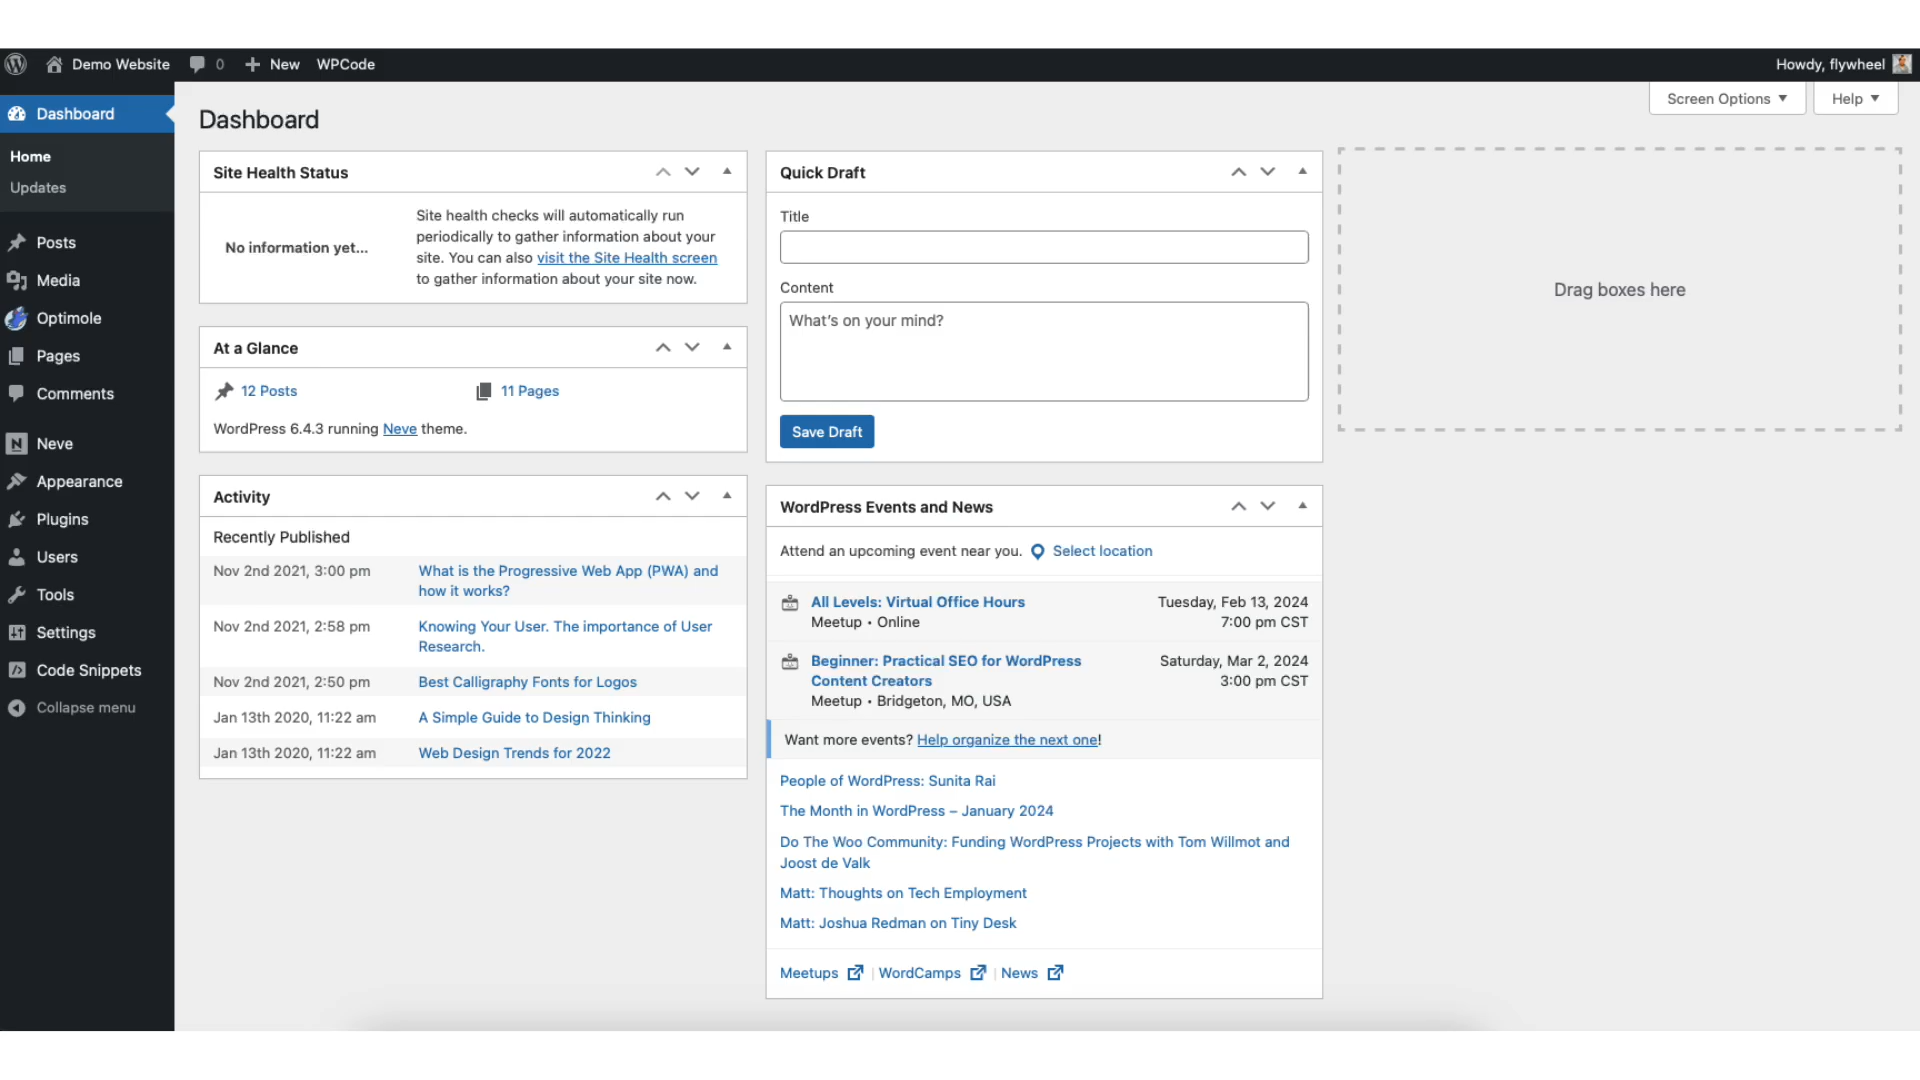 Demo Website
0
New
WPCode
Howdy, flywheel
Dashboard
Home
Updates
Posts
Media
Optimole
Pages
Comments
Neve
Appearance
Plugins
Users
Tools
Settings
Code Snippets
Collapse menu
Screen Options
Help
Dashboard
Site Health Status
No information yet...
Site health checks will automatically run
periodically to gather information about your
site. You can also visit the Site Health screen
to gather information about your site now.
At a Glance
12 Posts
11 Pages
WordPress 6.4.3 running Neve theme.
Activity
Recently Published
Nov 2nd 2021, 3:00 pm
What is the Progressive Web App (PWA) and
how it works?
Nov 2nd 2021, 2:58 pm
Knowing Your User. The importance of User
Research.
Nov 2nd 2021, 2:50 pm
Best Calligraphy Fonts for Logos
Jan 13th 2020, 11:22 am
A Simple Guide to Design Thinking
Jan 13th 2020, 11:22 am
Web Design Trends for 2022
Quick Draft
Title
Content
What's on your mind?
Save Draft
WordPress Events and News
Attend an upcoming event near you. Select location
All Levels: Virtual Office Hours
Meetup • Online
Tuesday, Feb 13, 2024
7:00 pm CST
Beginner: Practical SEO for WordPress
Content Creators
Meetup • Bridgeton, MO, USA
Saturday, Mar 2, 2024
3:00 pm CST
Want more events? Help organize the next one!
People of WordPress: Sunita Rai
The Month in WordPress – January 2024
Do The Woo Community: Funding WordPress Projects with Tom Willmot and
Joost de Valk
Matt: Thoughts on Tech Employment
Matt: Joshua Redman on Tiny Desk
Meetups | WordCamps | News
Drag boxes here